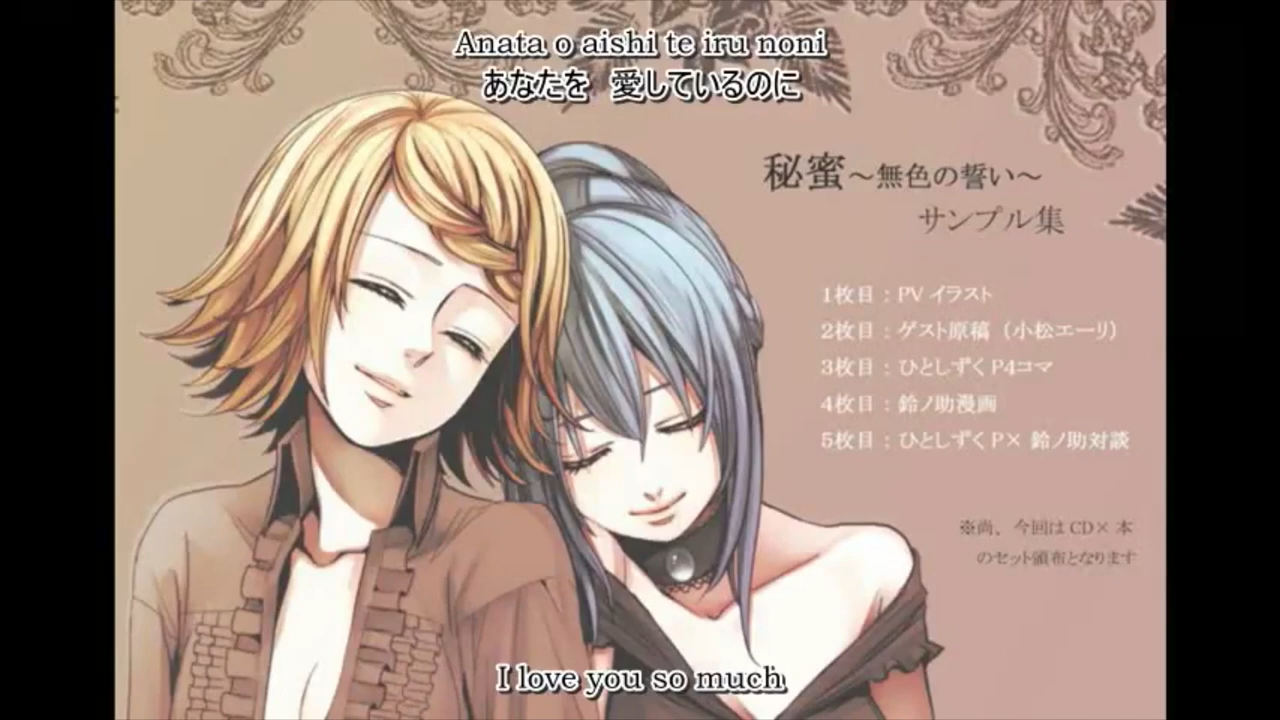 Anata o aishi te iru noni
あなたを　愛しているのに
秘蜜～無色の誓い～
サンプル集
1枚目：PV イラスト
2枚目：ゲスト原稿（小松エーリ）
3枚目：ひとしずくP4コマ
4枚目：鈴ノ助漫画
5枚目：ひとしずくP× 鈴ノ助対談
※尚、今回は CD× 本
のセット頒布となります
I love you so much